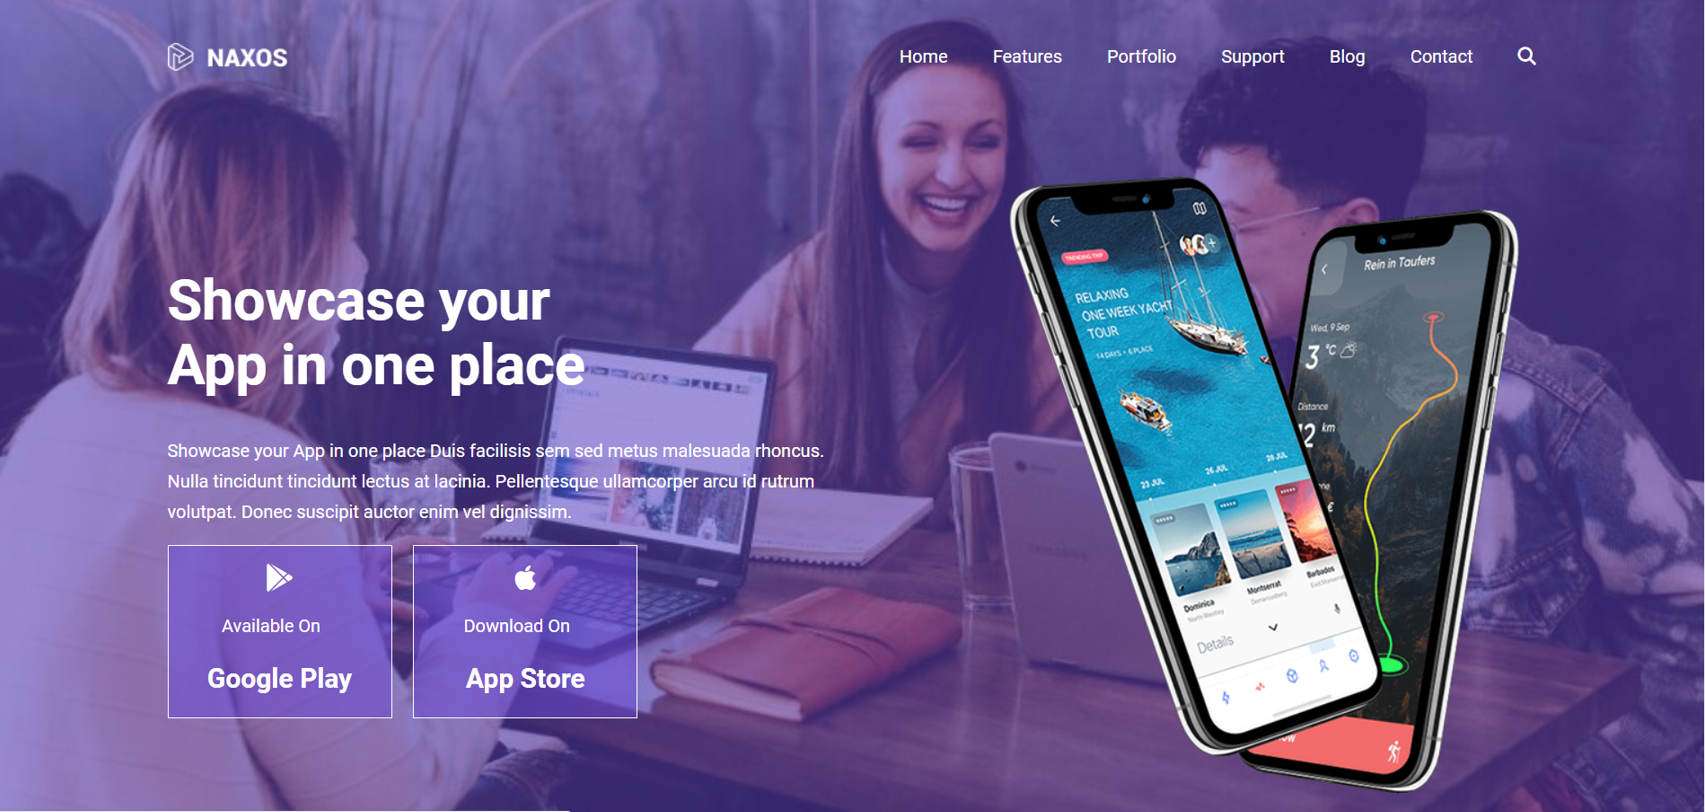 NAXOS
Home
Features
Portfolio
Support
Blog
Contact
Showcase your
App in one place
Showcase your App in one place Duis facilisis sem sed metus malesuada rhoncus.
Nulla tincidunt tincidunt lectus at lacinia. Pellentesque ullamcorper arcu id rutrum
volutpat. Donec suscipit auctor enim vel dignissim.
Available On
Google Play
Download On
App Store
TRENDING TRIP
RELAXING
ONE WEEK YACHT
TOUR
14 DAYS • 6 PLACE
23 JUL
26 JUL
29 JUL
Dominica
Montserrat
Barbados
Details
Rein in Taufers
Wed, 9 Sep
3 °C
Distance
12 km